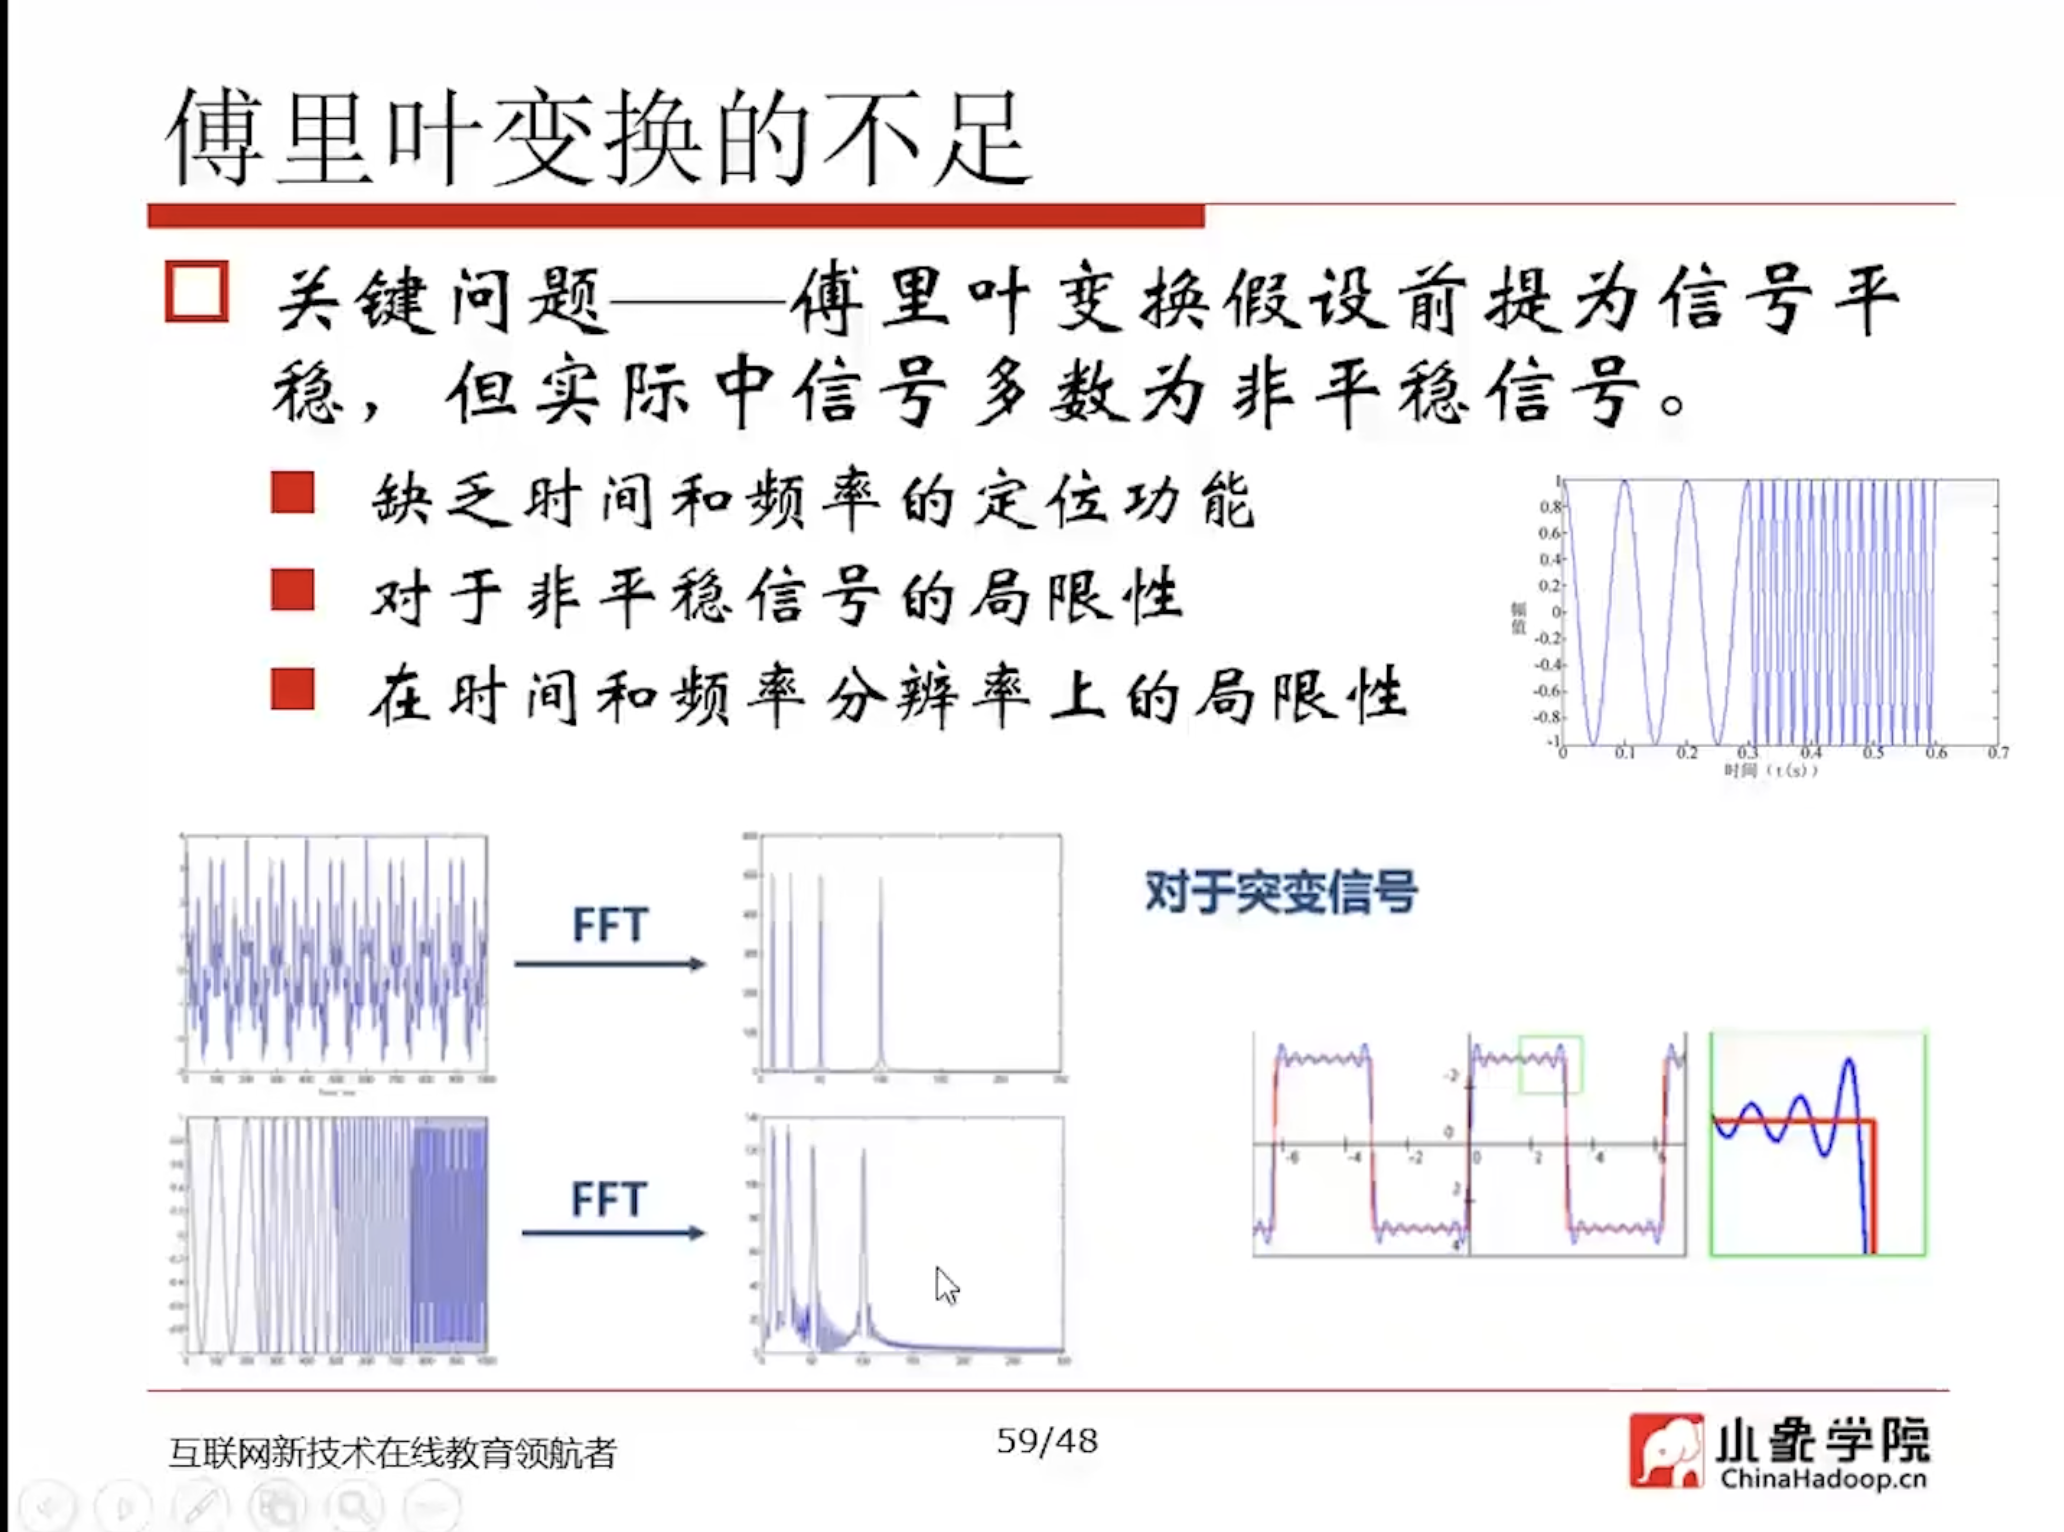 傅里叶变换的不足
关键问题——傅里叶变换假设前提为信号平
稳，但实际中信号多数为非平稳信号。
缺乏时间和频率的定位功能
对于非平稳信号的局限性
在时间和频率分辨率上的局限性
1
0.8
0.6
0.4
0.2
0
-0.2
-0.4
-0.6
-0.8
-1
幅值
0 0.1 0.2 0.3 0.4 0.5 0.6 0.7
时间（t(s)）
FFT
对于突变信号
FFT
-2
0
2
4
-6 -4 -2 0 2 4 6
互联网新技术在线教育领航者
59/48
小象学院
ChinaHadoop.cn